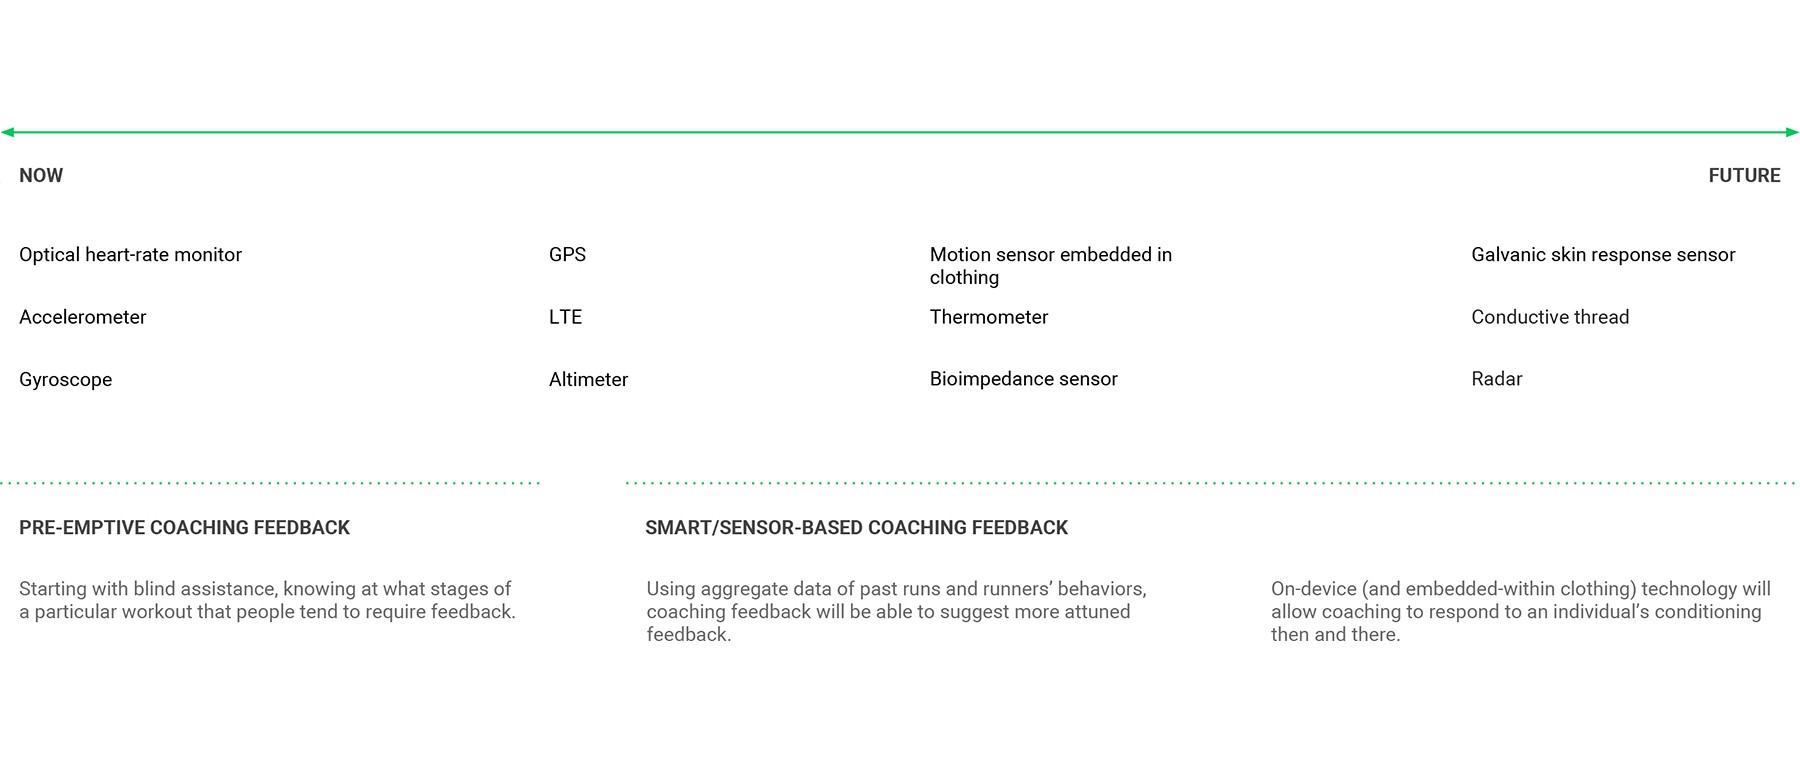 NOW
FUTURE
Optical heart-rate monitor
GPS
Motion sensor embedded in
clothing
Galvanic skin response sensor
Accelerometer
LTE
Thermometer
Conductive thread
Gyroscope
Altimeter
Bioimpedance sensor
Radar
PRE-EMPTIVE COACHING FEEDBACK
Starting with blind assistance, knowing at what stages of
a particular workout that people tend to require feedback.
SMART/SENSOR-BASED COACHING FEEDBACK
Using aggregate data of past runs and runners’ behaviors,
coaching feedback will be able to suggest more attuned
feedback.
On-device (and embedded-within clothing) technology will
allow coaching to respond to an individual’s conditioning
then and there.